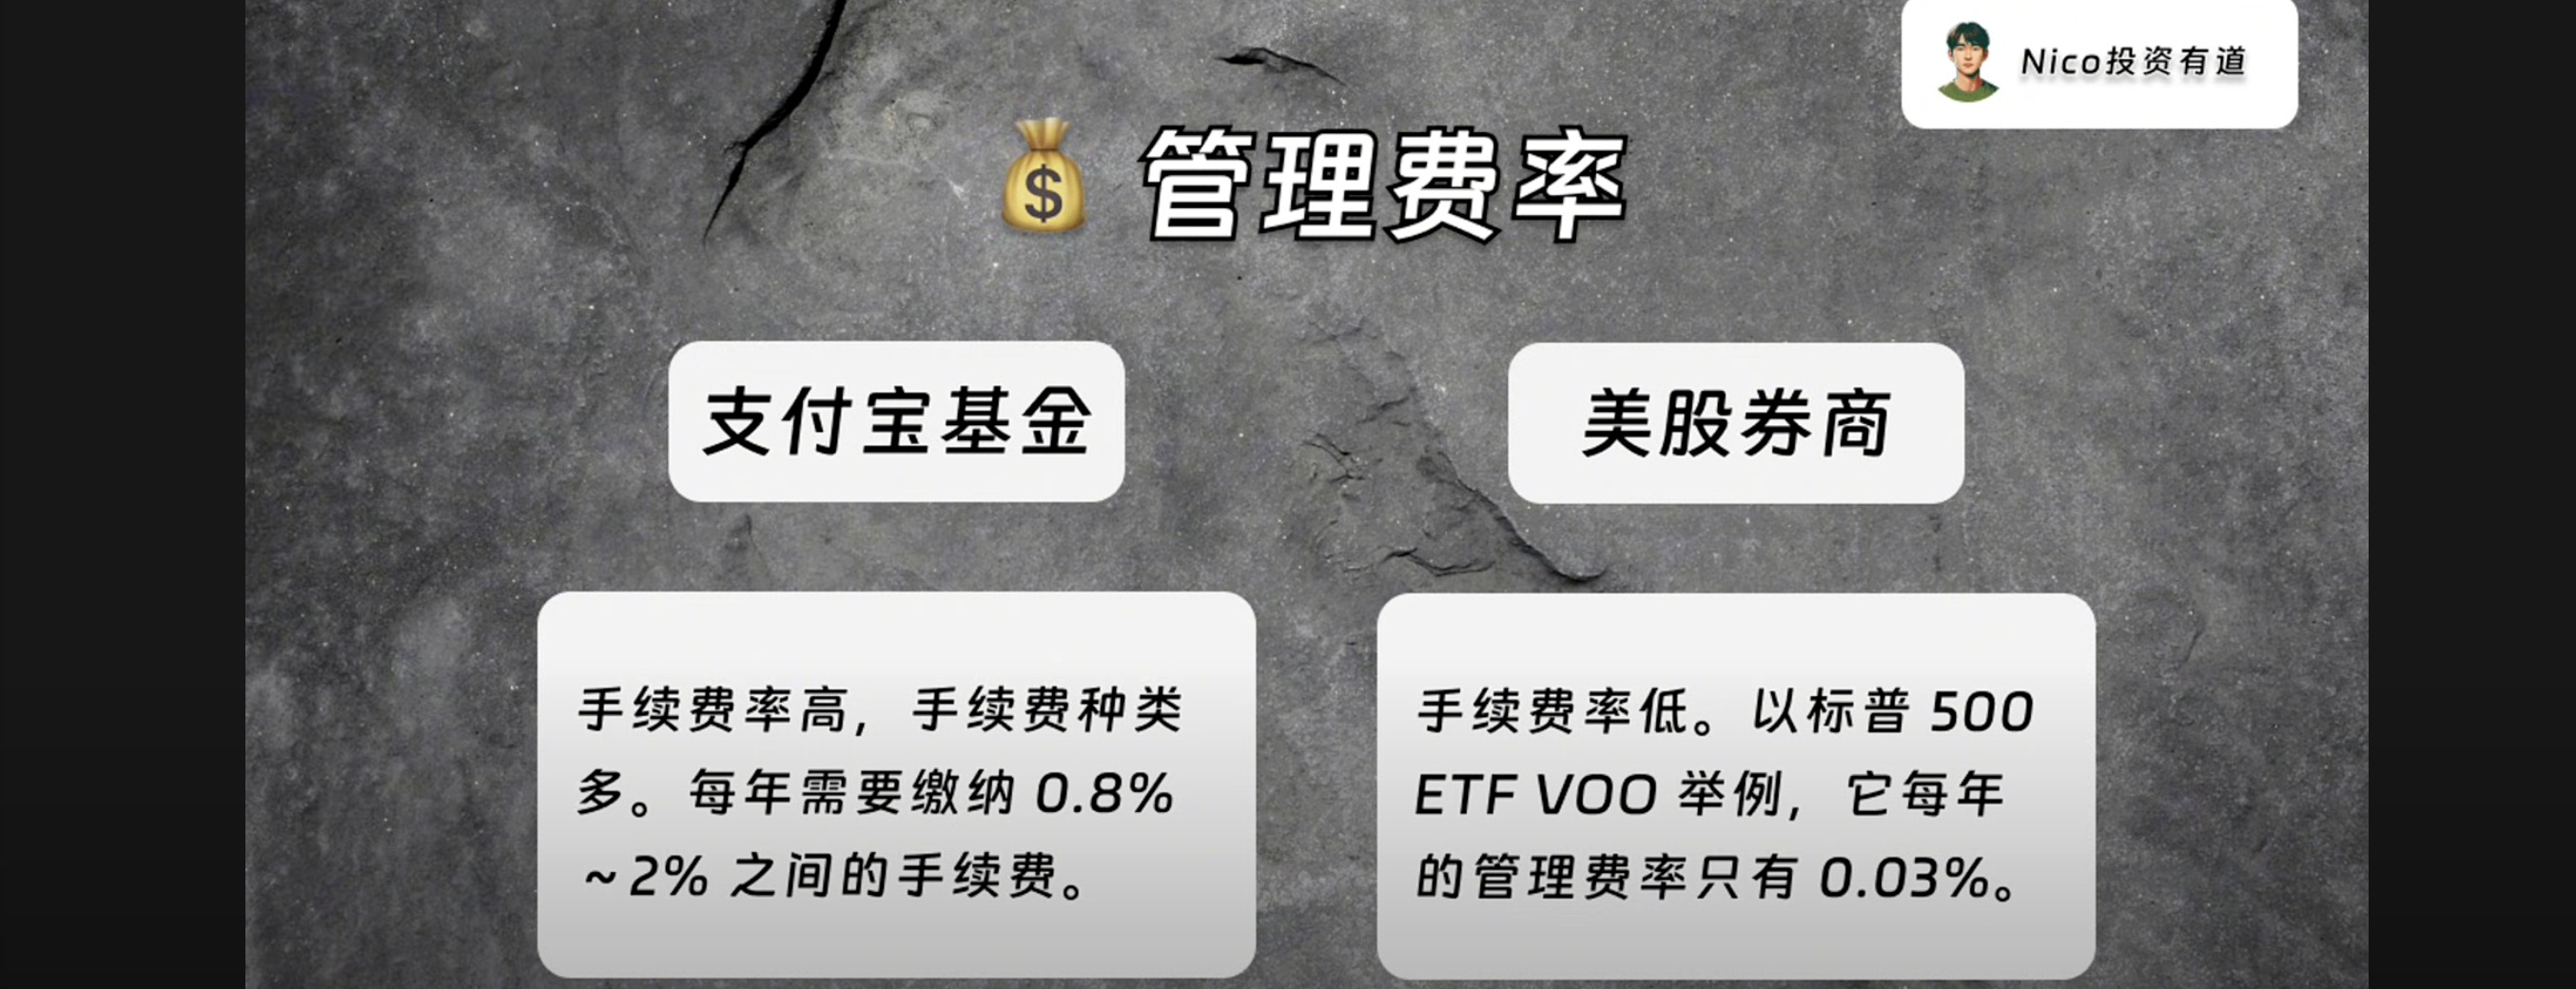 Nico投资有道
管理费率
支付宝基金
美股券商
手续费率高，手续费种类
多。每年需要缴纳 0.8%
~2% 之间的手续费。
手续费率低。以标普 500
ETF VOO 举例，它每年
的管理费率只有 0.03%。